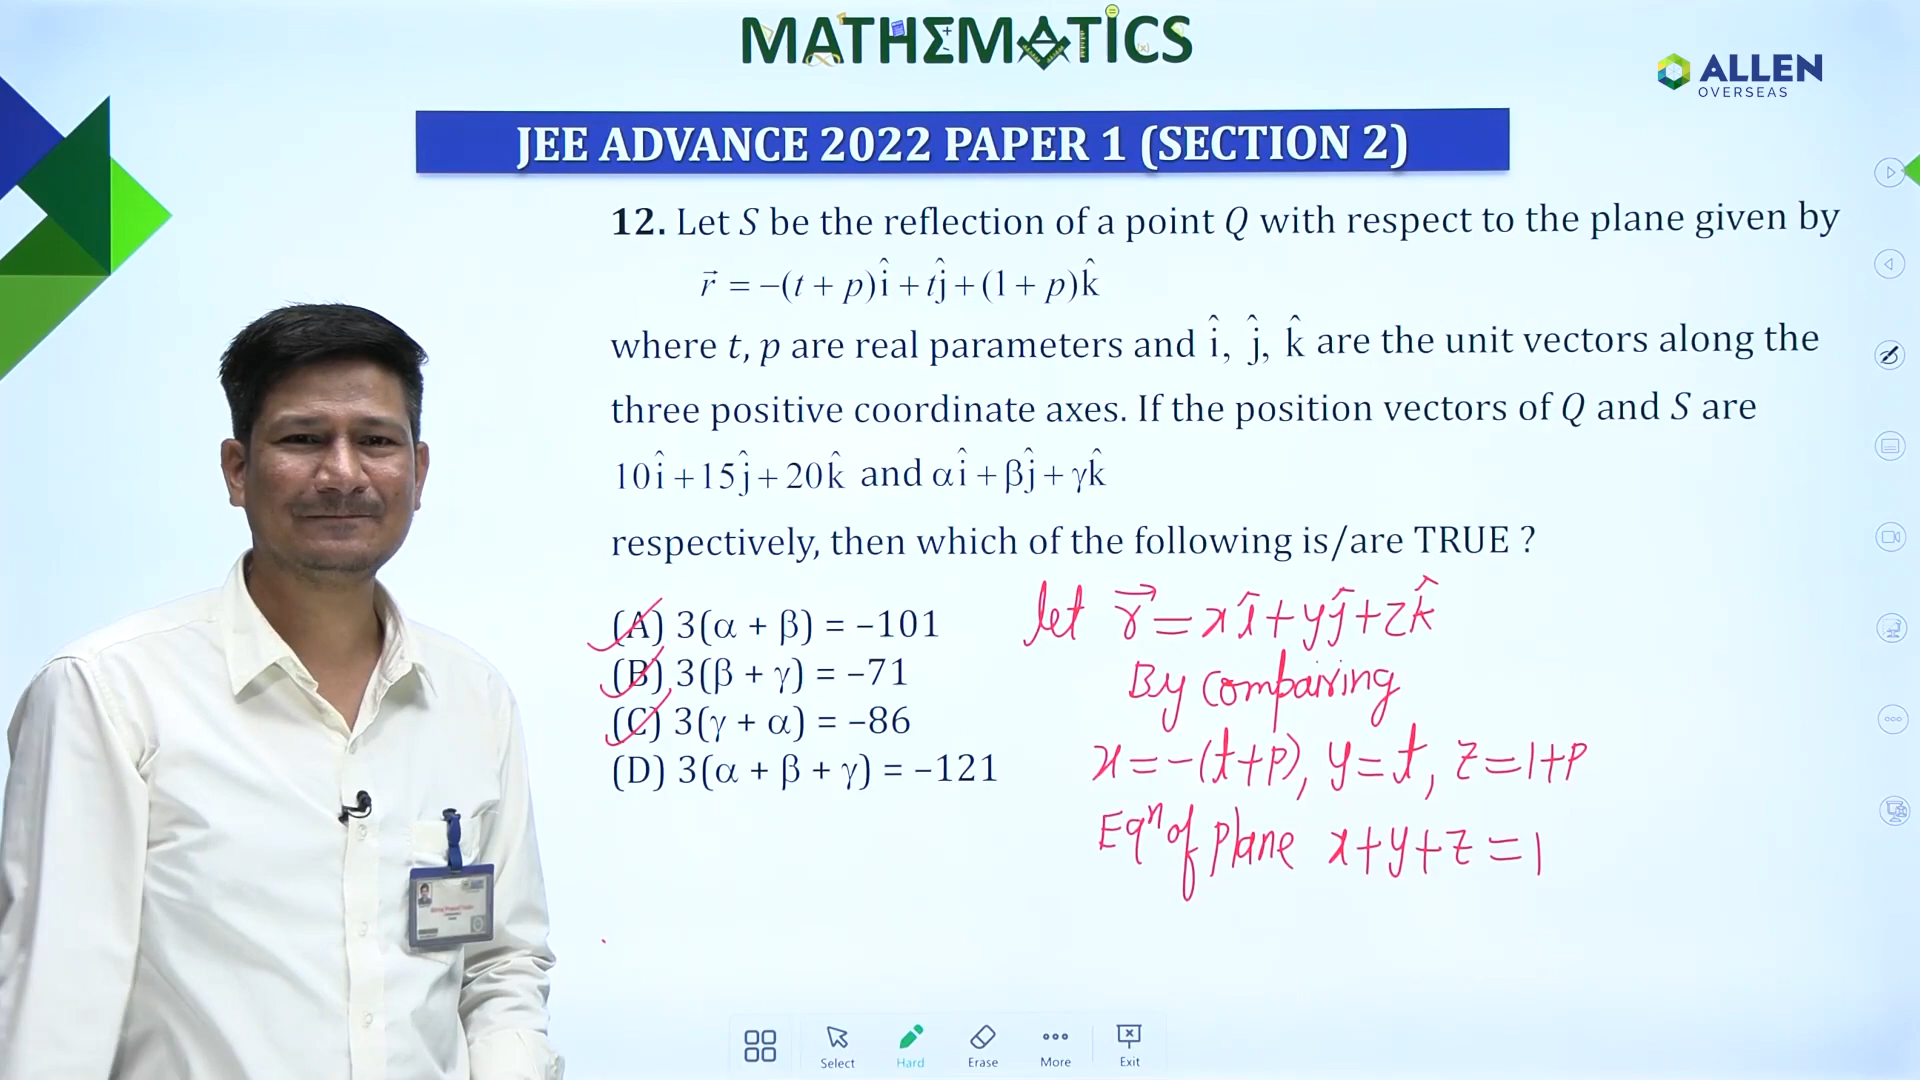 MATHEMATICS
ALLEN
OVERSEAS
JEE ADVANCE 2022 PAPER 1 (SECTION 2)
12. Let S be the reflection of a point Q with respect to the plane given by
r⃗ = −(t + p)î + tĵ + (1 + p)k̂
where t, p are real parameters and î, ĵ, k̂ are the unit vectors along the
three positive coordinate axes. If the position vectors of Q and S are
10î + 15ĵ + 20k̂ and αî + βĵ + γk̂
respectively, then which of the following is/are TRUE ?
(A) 3(α + β) = −101
(B) 3(β + γ) = −71
(C) 3(γ + α) = −86
(D) 3(α + β + γ) = −121
let r⃗ = xî + yĵ + zk̂
By compairing
x = −(t+p), y = t, z = 1+p
Eqⁿ of plane x + y + z = 1
Select
Hard
Erase
More
Exit